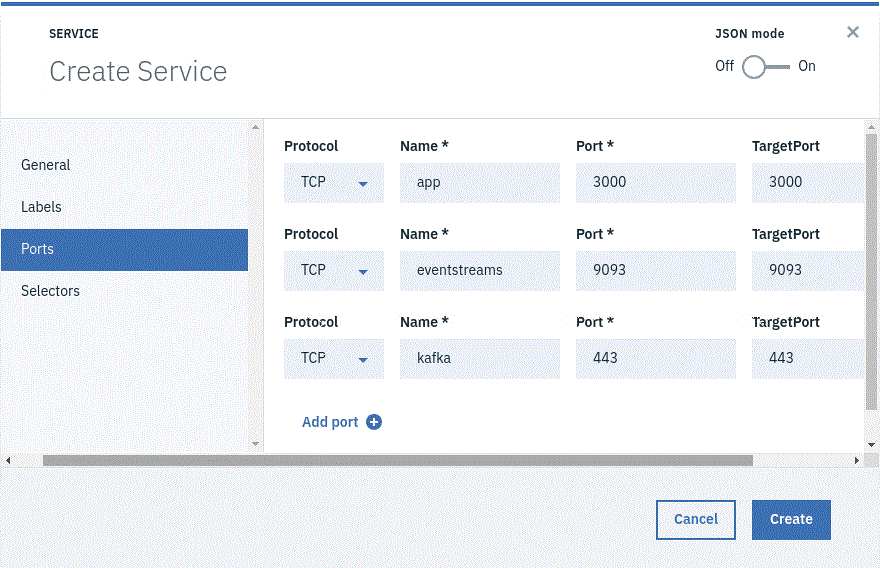 SERVICE
Create Service
JSON mode
Off On
General
Labels
Ports
Selectors
Protocol Name * Port * TargetPort
TCP app 3000 3000
Protocol Name * Port * TargetPort
TCP eventstreams 9093 9093
Protocol Name * Port * TargetPort
TCP kafka 443 443
Add port
Cancel Create